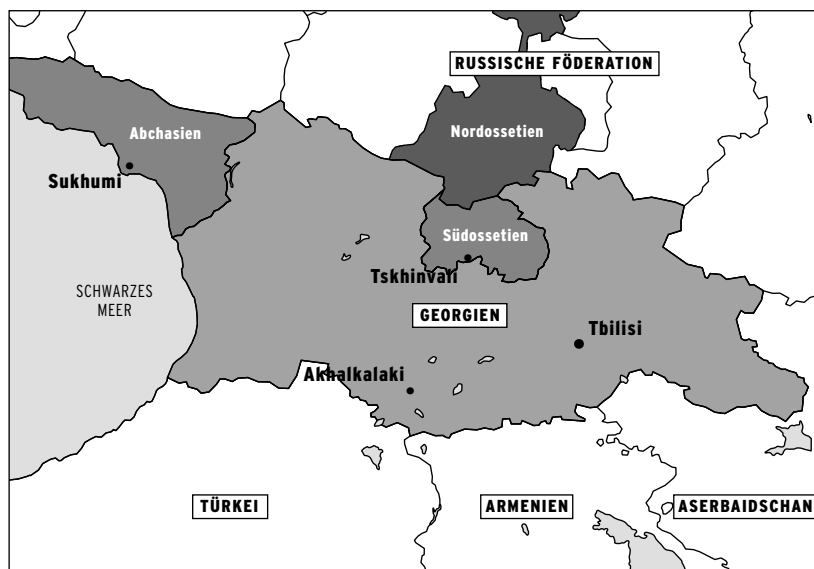 RUSSISCHE FÖDERATION
Abchasien
Nordossetien
Sukhumi
Südossetien
Tskhinvali
SCHWARZES
MEER
GEORGIEN
Tbilisi
Akhalkalaki
TÜRKEI
ARMENIEN
ASERBAIDSCHAN